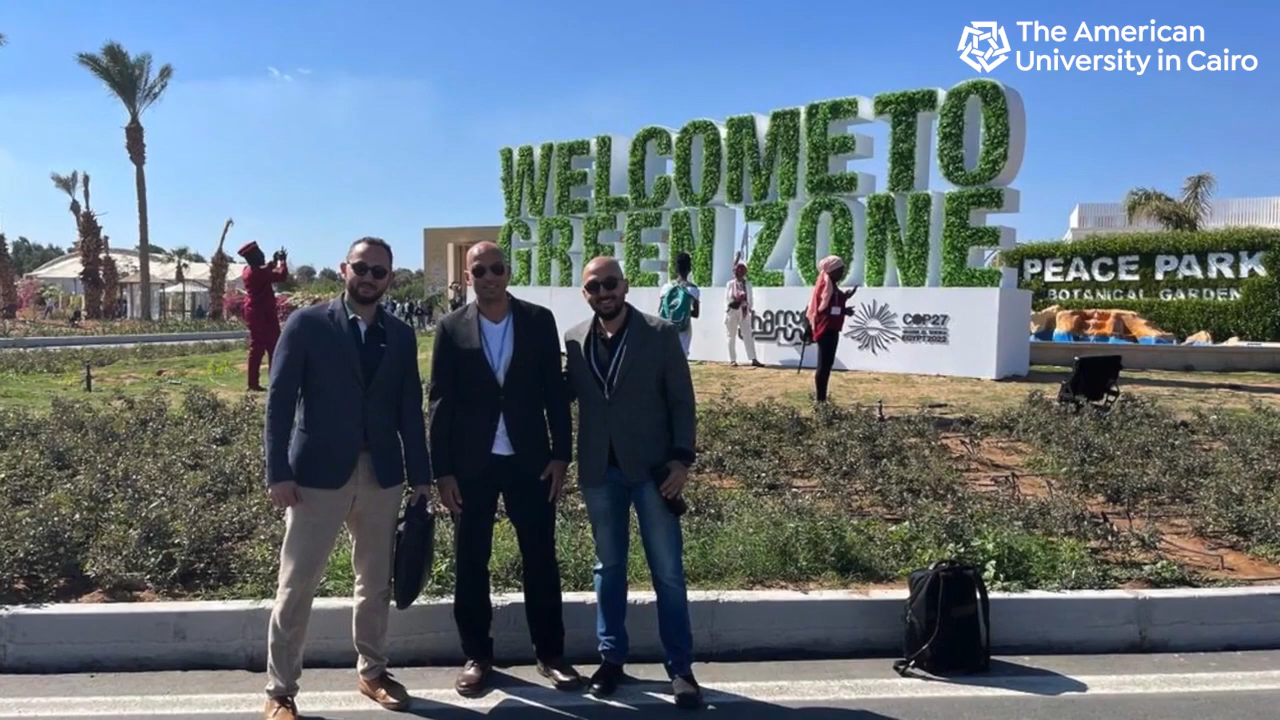 The American
University in Cairo
WELCOME TO
GREEN ZONE
PEACE PARK
BOTANICAL GARDEN
COP27
EGYPT 2022